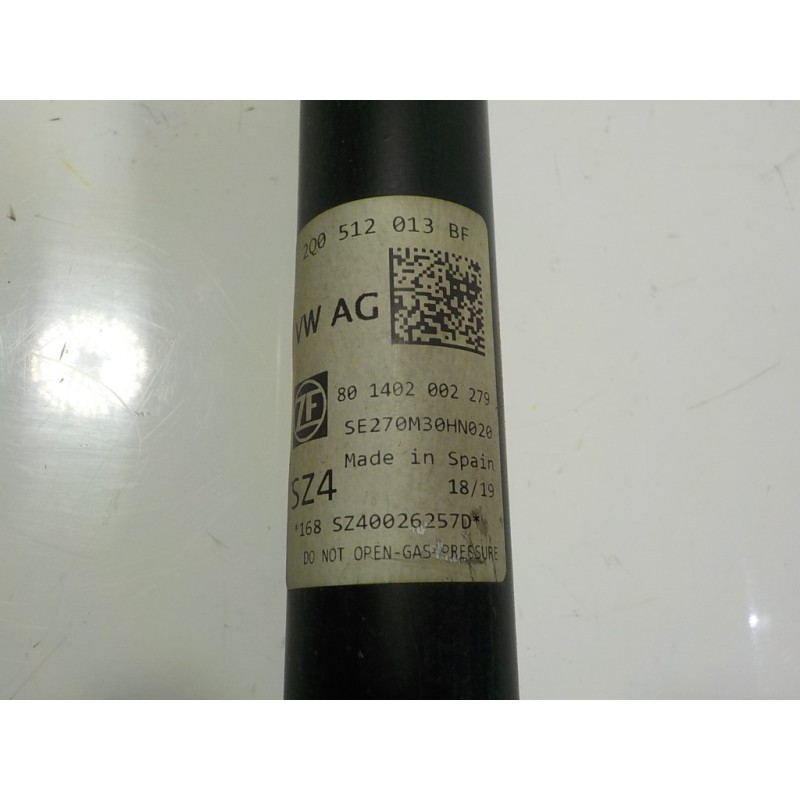 2Q0 512 013 BF
VW AG
ZF
80 1402 002 279
SE270M30HN020
Made in Spain
SZ4
18/19
*168 SZ40026257D*
DO NOT OPEN-GAS-PRESSURE